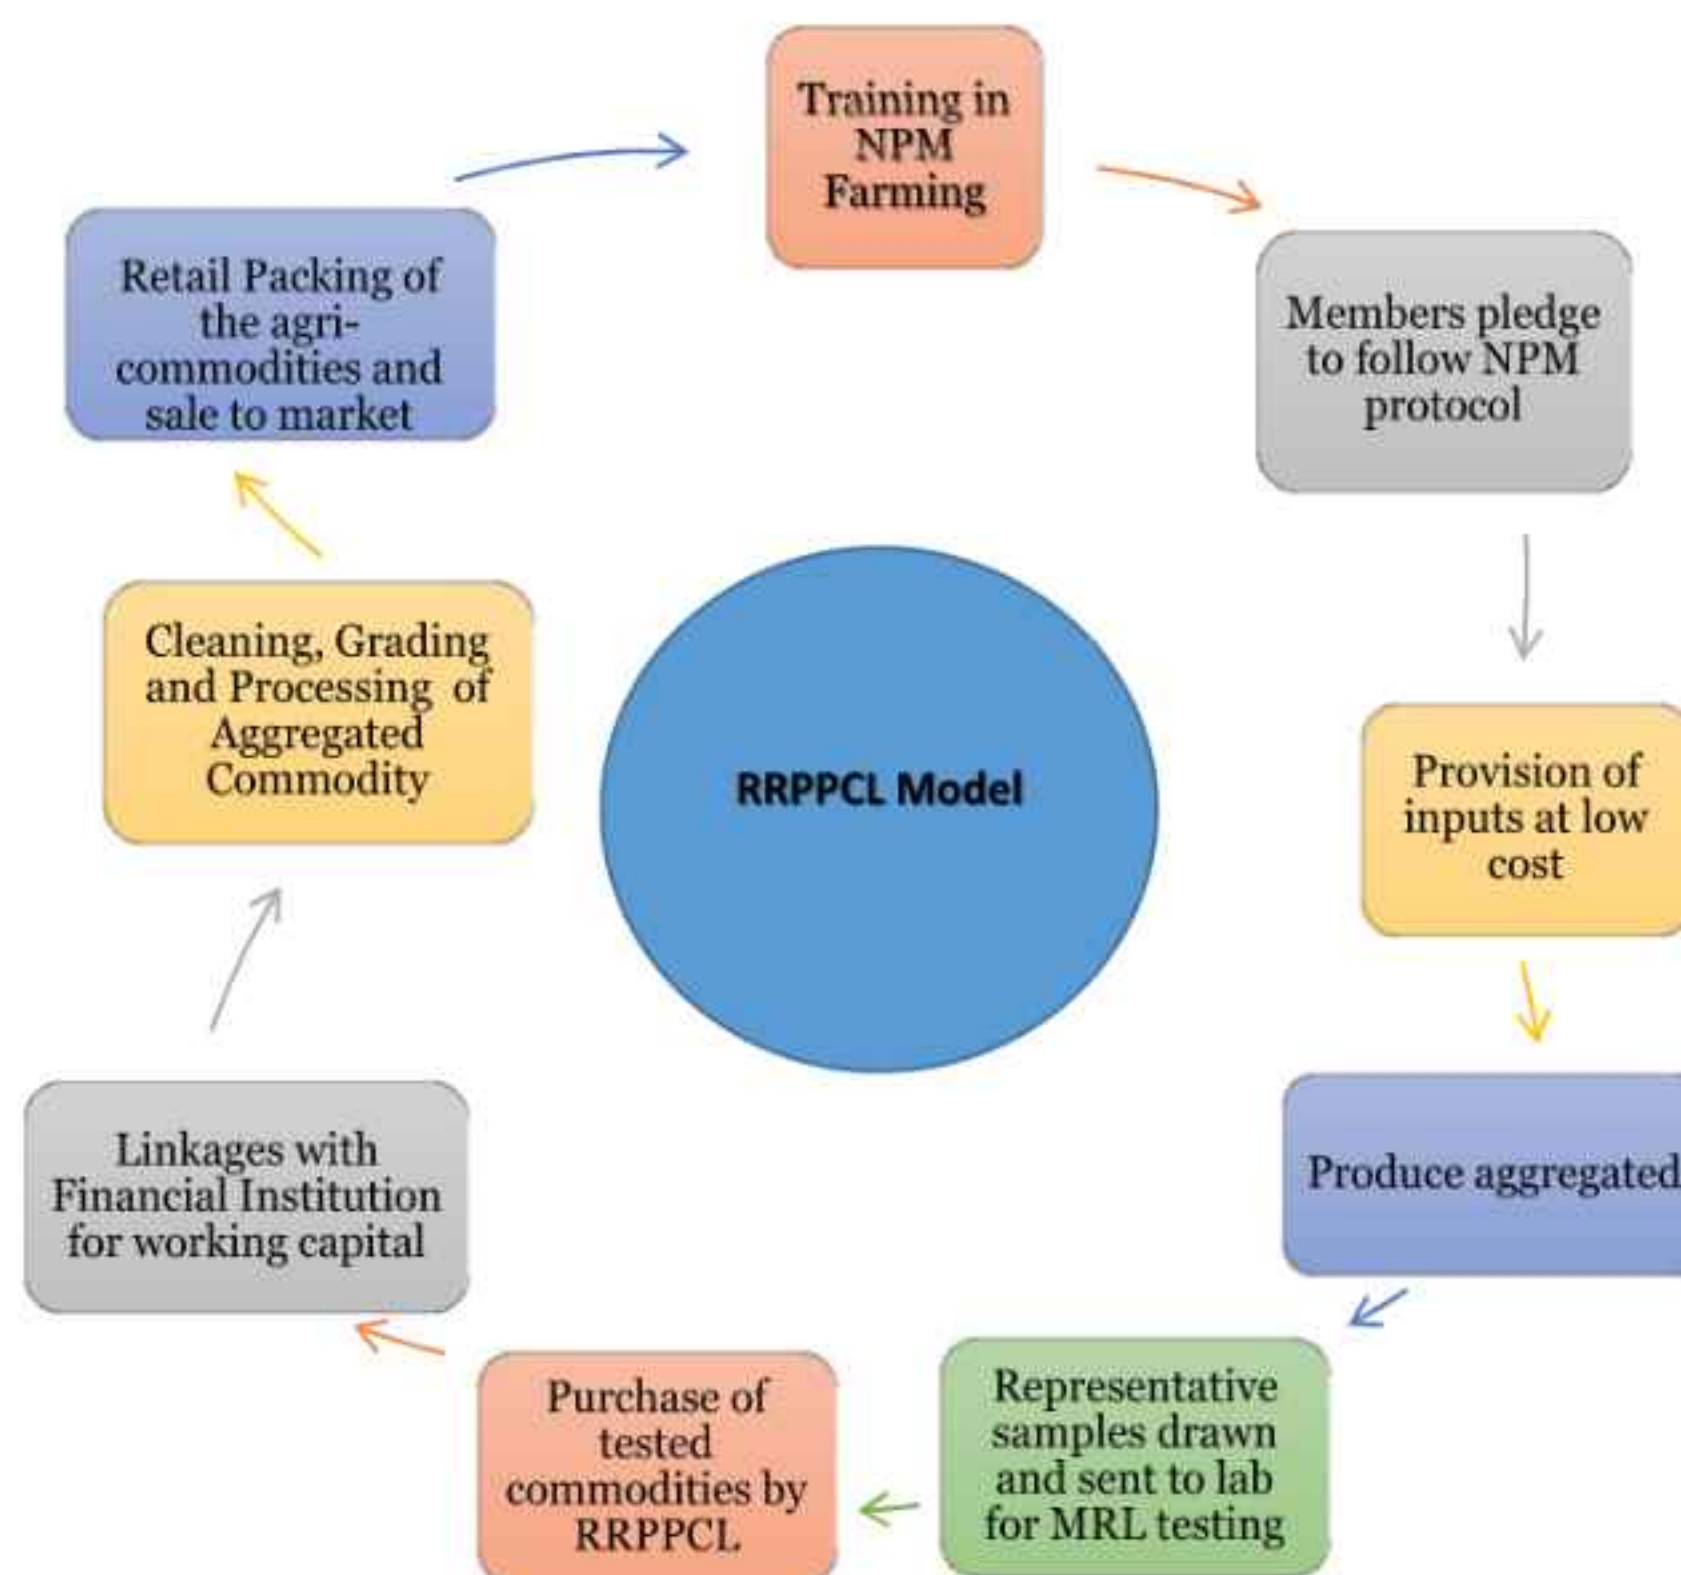 Training in
NPM
Farming
Members pledge
to follow NPM
protocol
Provision of
inputs at low
cost
Produce aggregated
Representative
samples drawn
and sent to lab
for MRL testing
Purchase of
tested
commodities by
RRPPCL
Linkages with
Financial Institution
for working capital
Cleaning, Grading
and Processing of
Aggregated
Commodity
Retail Packing of
the agri-
commodities and
sale to market
RRPPCL Model